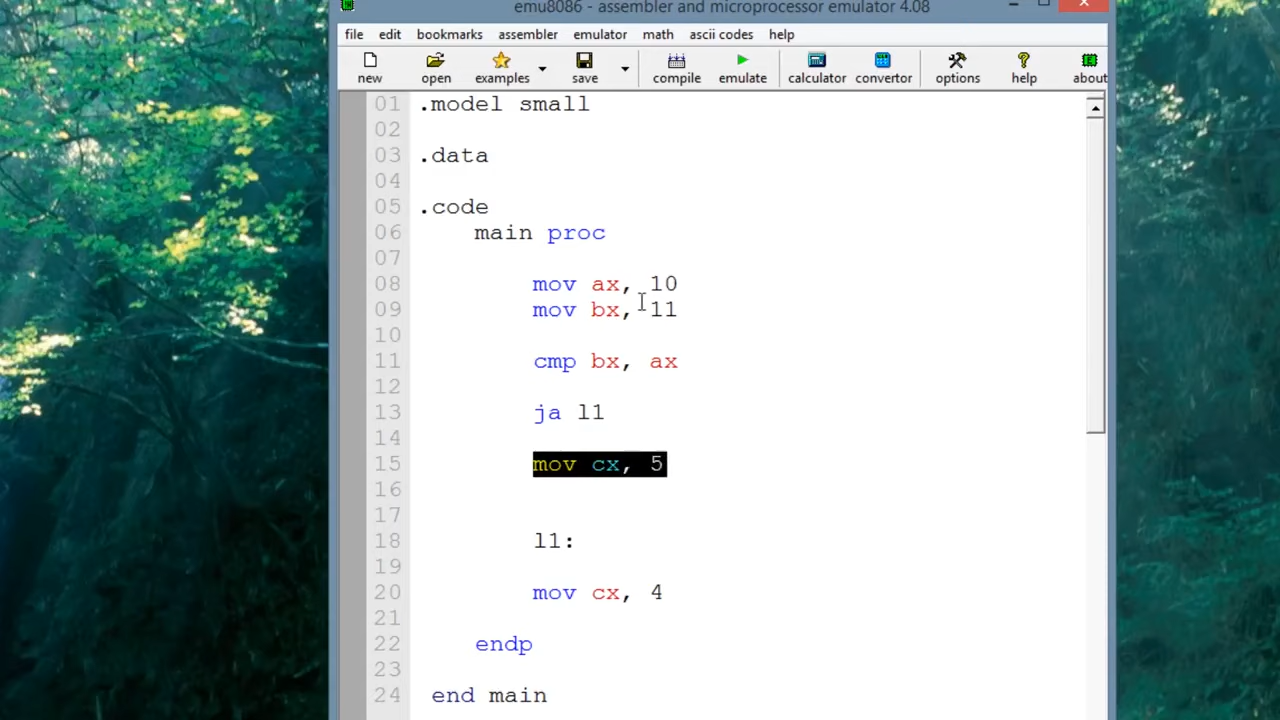 emu8086 - assembler and microprocessor emulator 4.08
file edit bookmarks assembler emulator math ascii codes help
new open examples save compile emulate calculator convertor options help about
01 .model small
02
03 .data
04
05 .code
06 main proc
07
08 mov ax, 10
09 mov bx, 11
10
11 cmp bx, ax
12
13 ja l1
14
15 mov cx, 5
16
17
18 l1:
19
20 mov cx, 4
21
22 endp
23
24 end main